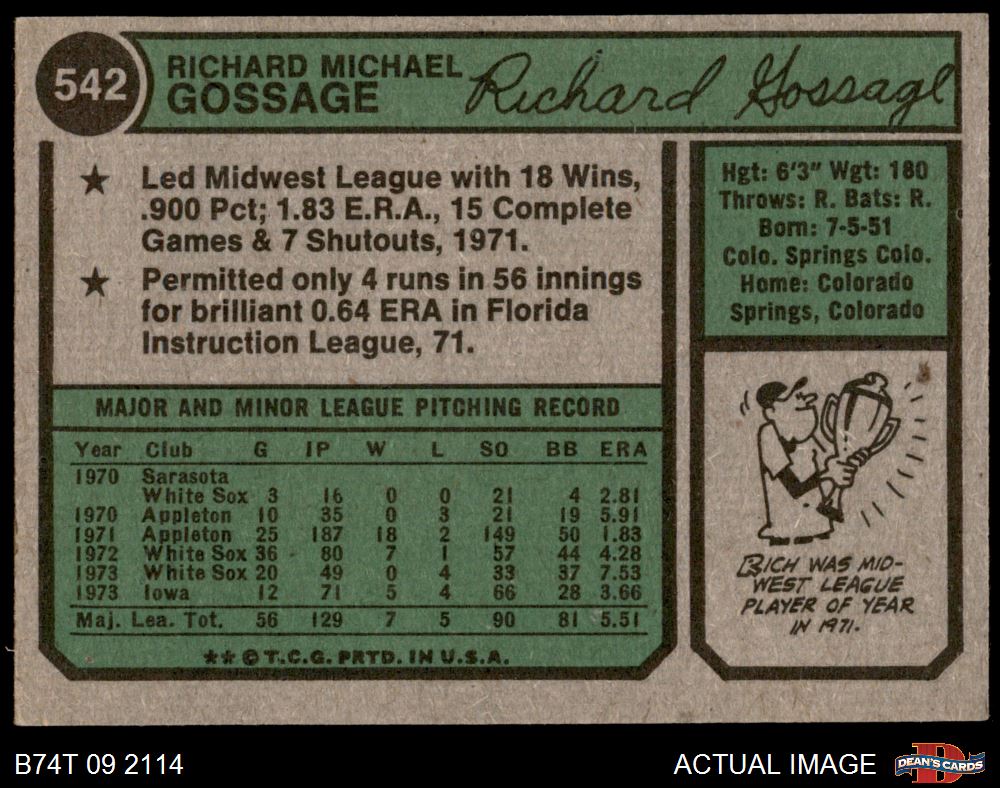 542
RICHARD MICHAEL
GOSSAGE
Richard Gossage
★ Led Midwest League with 18 Wins,
.900 Pct; 1.83 E.R.A., 15 Complete
Games & 7 Shutouts, 1971.
★ Permitted only 4 runs in 56 innings
for brilliant 0.64 ERA in Florida
Instruction League, 71.
Hgt: 6'3" Wgt: 180
Throws: R. Bats: R.
Born: 7-5-51
Colo. Springs Colo.
Home: Colorado
Springs, Colorado
MAJOR AND MINOR LEAGUE PITCHING RECORD
Year Club G IP W L SO BB ERA
1970 Sarasota
White Sox 3 16 0 0 21 4 2.81
1970 Appleton 10 35 0 3 21 19 5.91
1971 Appleton 25 187 18 2 149 50 1.83
1972 White Sox 36 80 7 1 57 44 4.28
1973 White Sox 20 49 0 4 33 37 7.53
1973 Iowa 12 71 5 4 66 28 3.66
Maj. Lea. Tot. 56 129 7 5 90 81 5.51
** © T.C.G. PRTD. IN U.S.A.
RICH WAS MID-
WEST LEAGUE
PLAYER OF YEAR
IN 1971.
B74T 09 2114
ACTUAL IMAGE
DEAN'S CARDS